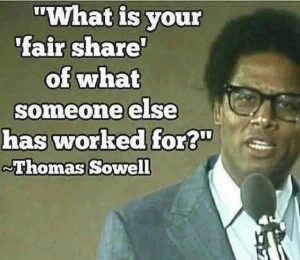 "What is your
'fair share'
of what
someone else
has worked for?"
~Thomas Sowell